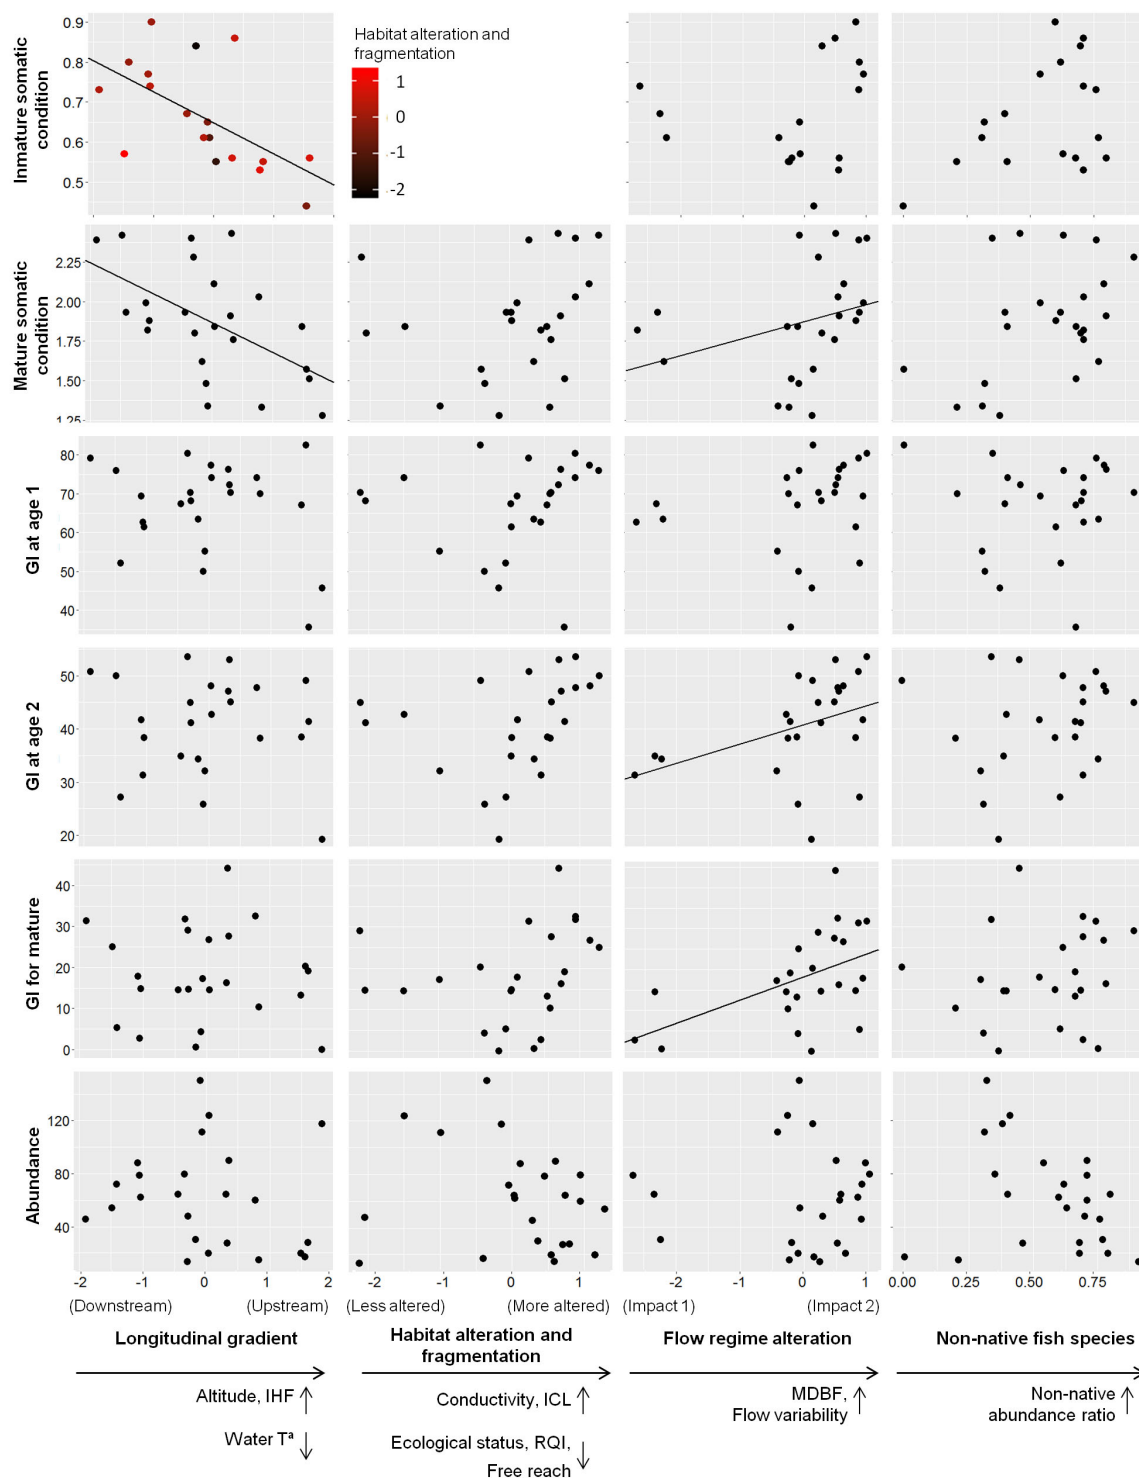 Immature somatic
condition
0.9
0.8
0.7
0.6
0.5
Habitat alteration and
fragmentation
1
0
-1
-2
Mature somatic
condition
2.25
2.00
1.75
1.50
1.25
GI at age 1
80
70
60
50
40
GI at age 2
50
40
30
20
GI for mature
40
30
20
10
0
Abundance
120
80
40
-2 -1 0 1 2
-2 -1 0 1
-2 -1 0 1
0.00 0.25 0.50 0.75
(Downstream) (Upstream)
(Less altered) (More altered)
(Impact 1) (Impact 2)
Longitudinal gradient
Habitat alteration and
fragmentation
Flow regime alteration
Non-native fish species
Altitude, IHF
Water Tª
Conductivity, ICL
Ecological status, RQI,
Free reach
MDBF,
Flow variability
Non-native
abundance ratio